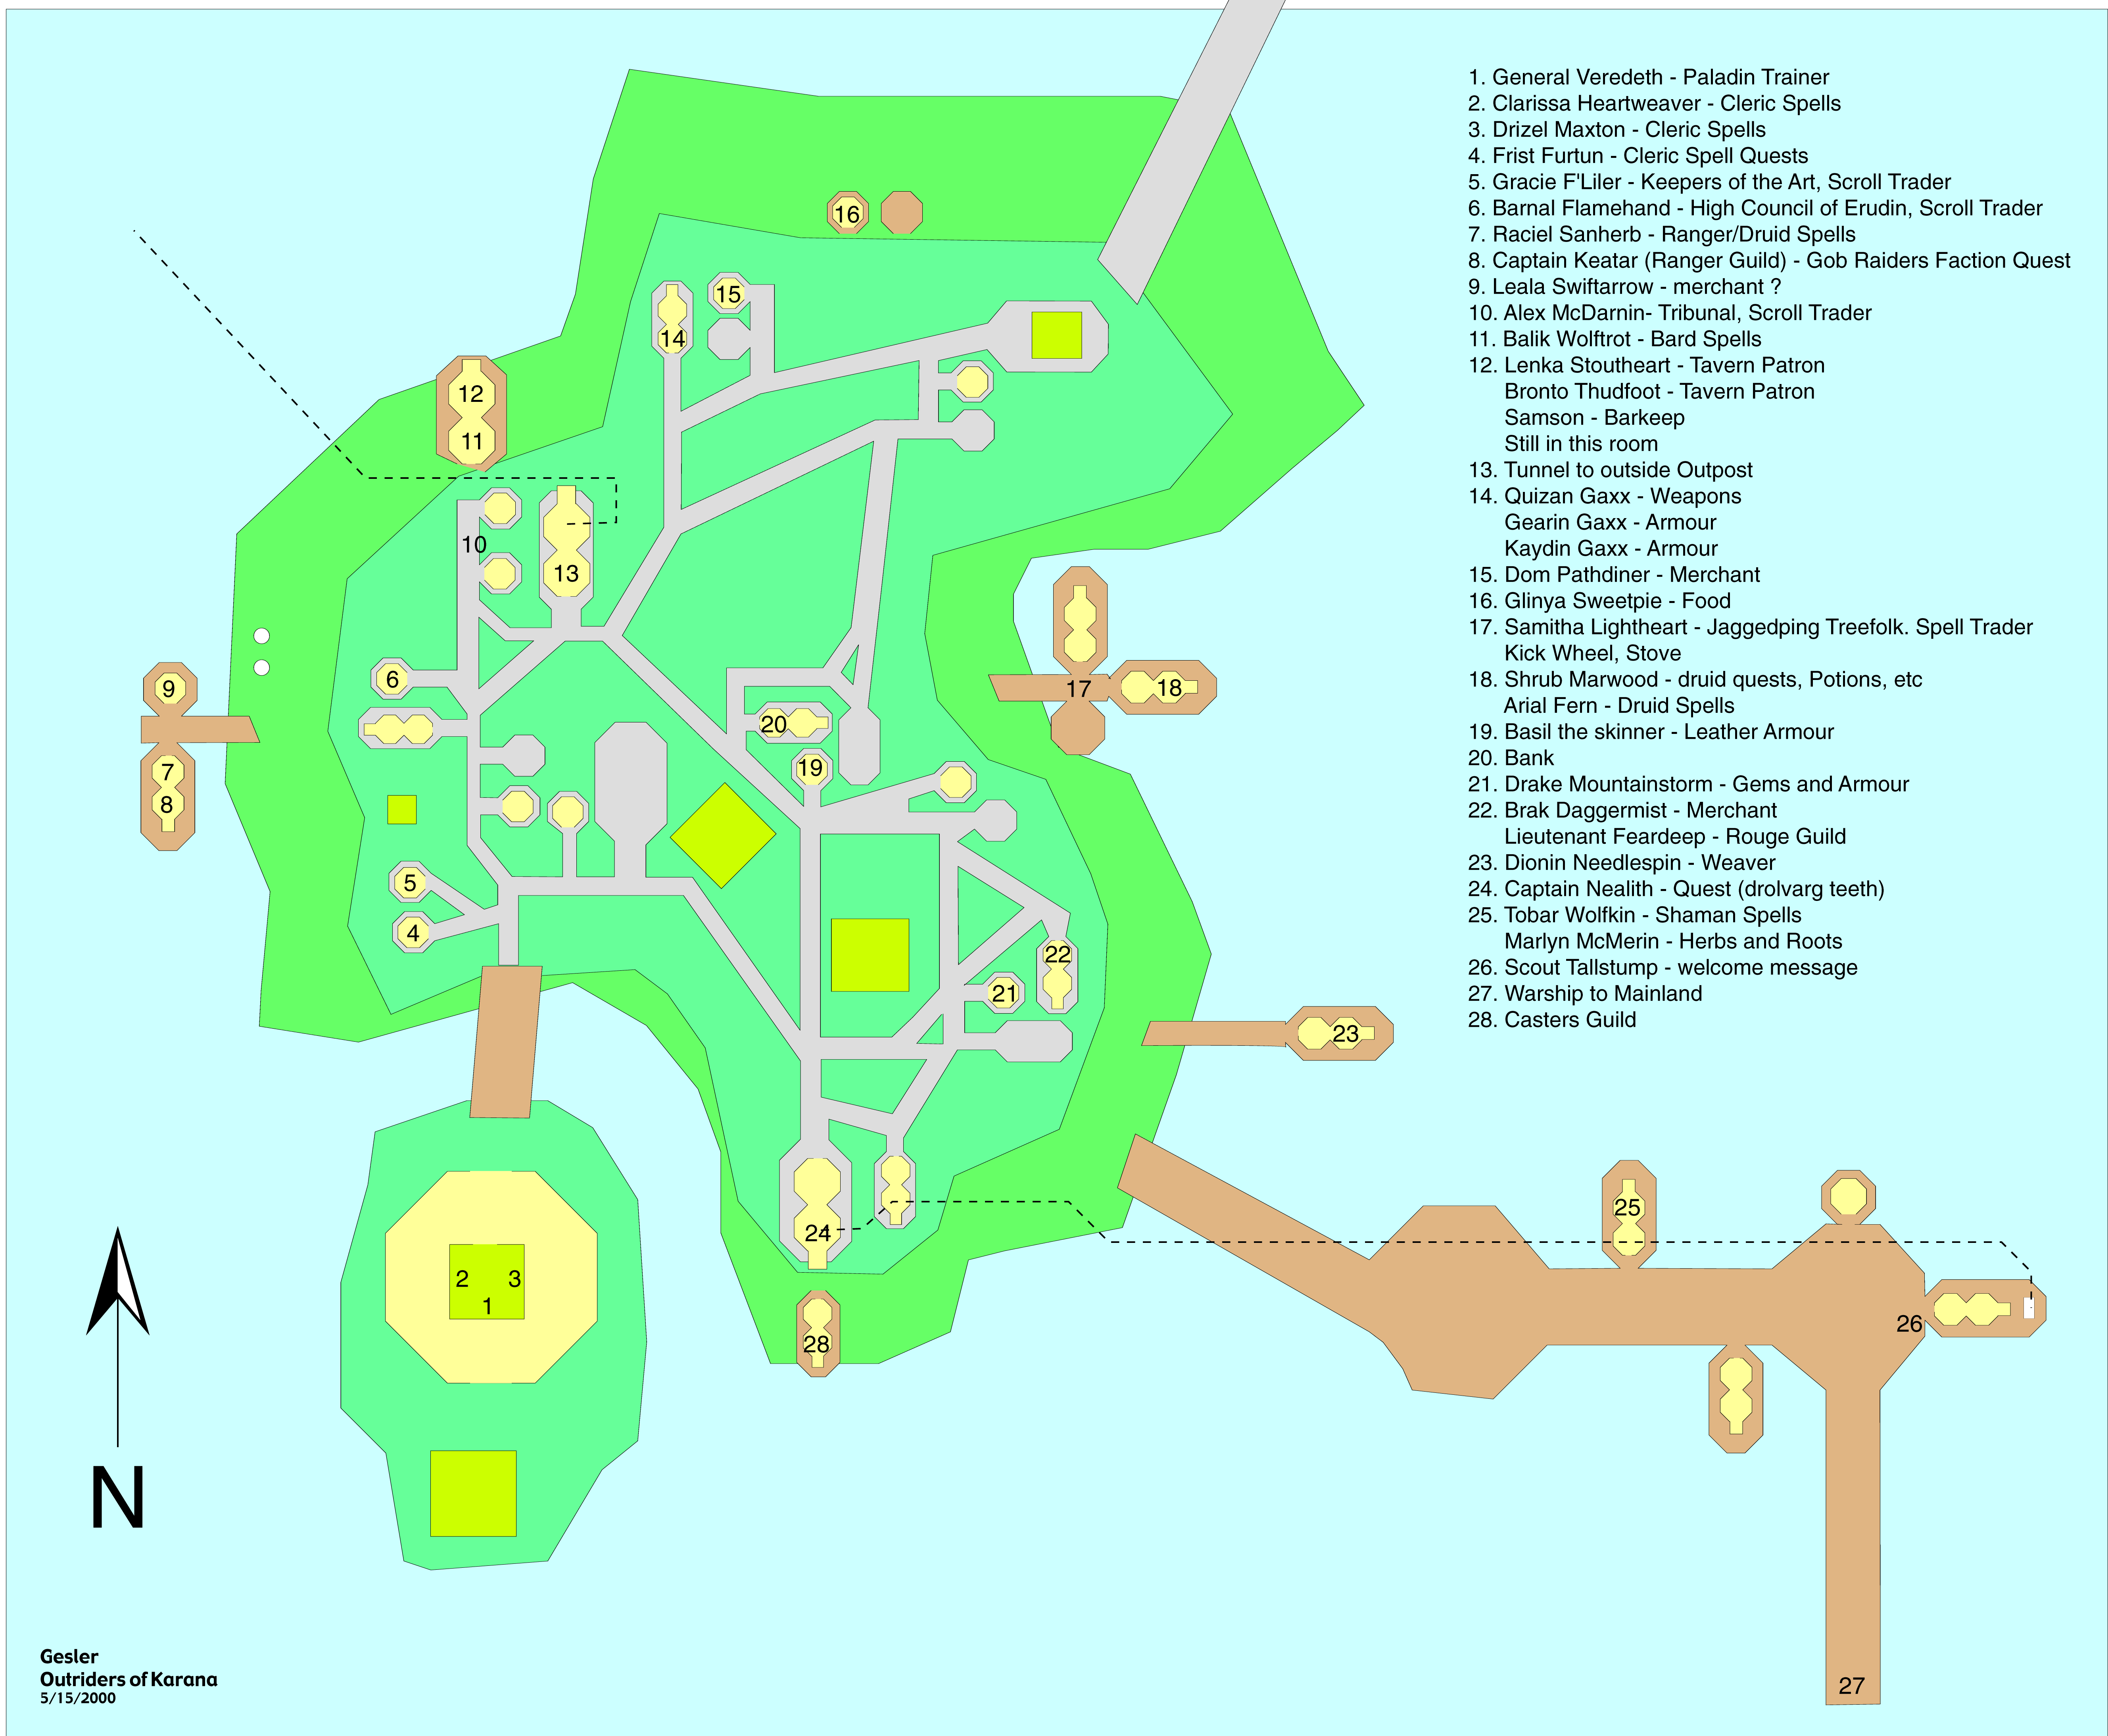 1. General Veredeth - Paladin Trainer
2. Clarissa Heartweaver - Cleric Spells
3. Drizel Maxton - Cleric Spells
4. Frist Furtun - Cleric Spell Quests
5. Gracie F'Liler - Keepers of the Art, Scroll Trader
6. Barnal Flamehand - High Council of Erudin, Scroll Trader
7. Raciel Sanherb - Ranger/Druid Spells
8. Captain Keatar (Ranger Guild) - Gob Raiders Faction Quest
9. Leala Swiftarrow - merchant ?
10. Alex McDarnin- Tribunal, Scroll Trader
11. Balik Wolftrot - Bard Spells
12. Lenka Stoutheart - Tavern Patron
Bronto Thudfoot - Tavern Patron
Samson - Barkeep
Still in this room
13. Tunnel to outside Outpost
14. Quizan Gaxx - Weapons
Gearin Gaxx - Armour
Kaydin Gaxx - Armour
15. Dom Pathdiner - Merchant
16. Glinya Sweetpie - Food
17. Samitha Lightheart - Jaggedping Treefolk. Spell Trader
Kick Wheel, Stove
18. Shrub Marwood - druid quests, Potions, etc
Arial Fern - Druid Spells
19. Basil the skinner - Leather Armour
20. Bank
21. Drake Mountainstorm - Gems and Armour
22. Brak Daggermist - Merchant
Lieutenant Feardeep - Rouge Guild
23. Dionin Needlespin - Weaver
24. Captain Nealith - Quest (drolvarg teeth)
25. Tobar Wolfkin - Shaman Spells
Marlyn McMerin - Herbs and Roots
26. Scout Tallstump - welcome message
27. Warship to Mainland
28. Casters Guild
16
15
14
12
11
10
13
6
9
17
18
20
19
7
8
5
4
22
21
23
25
24
2 3
1
26
28
27
N
Gesler
Outriders of Karana
5/15/2000